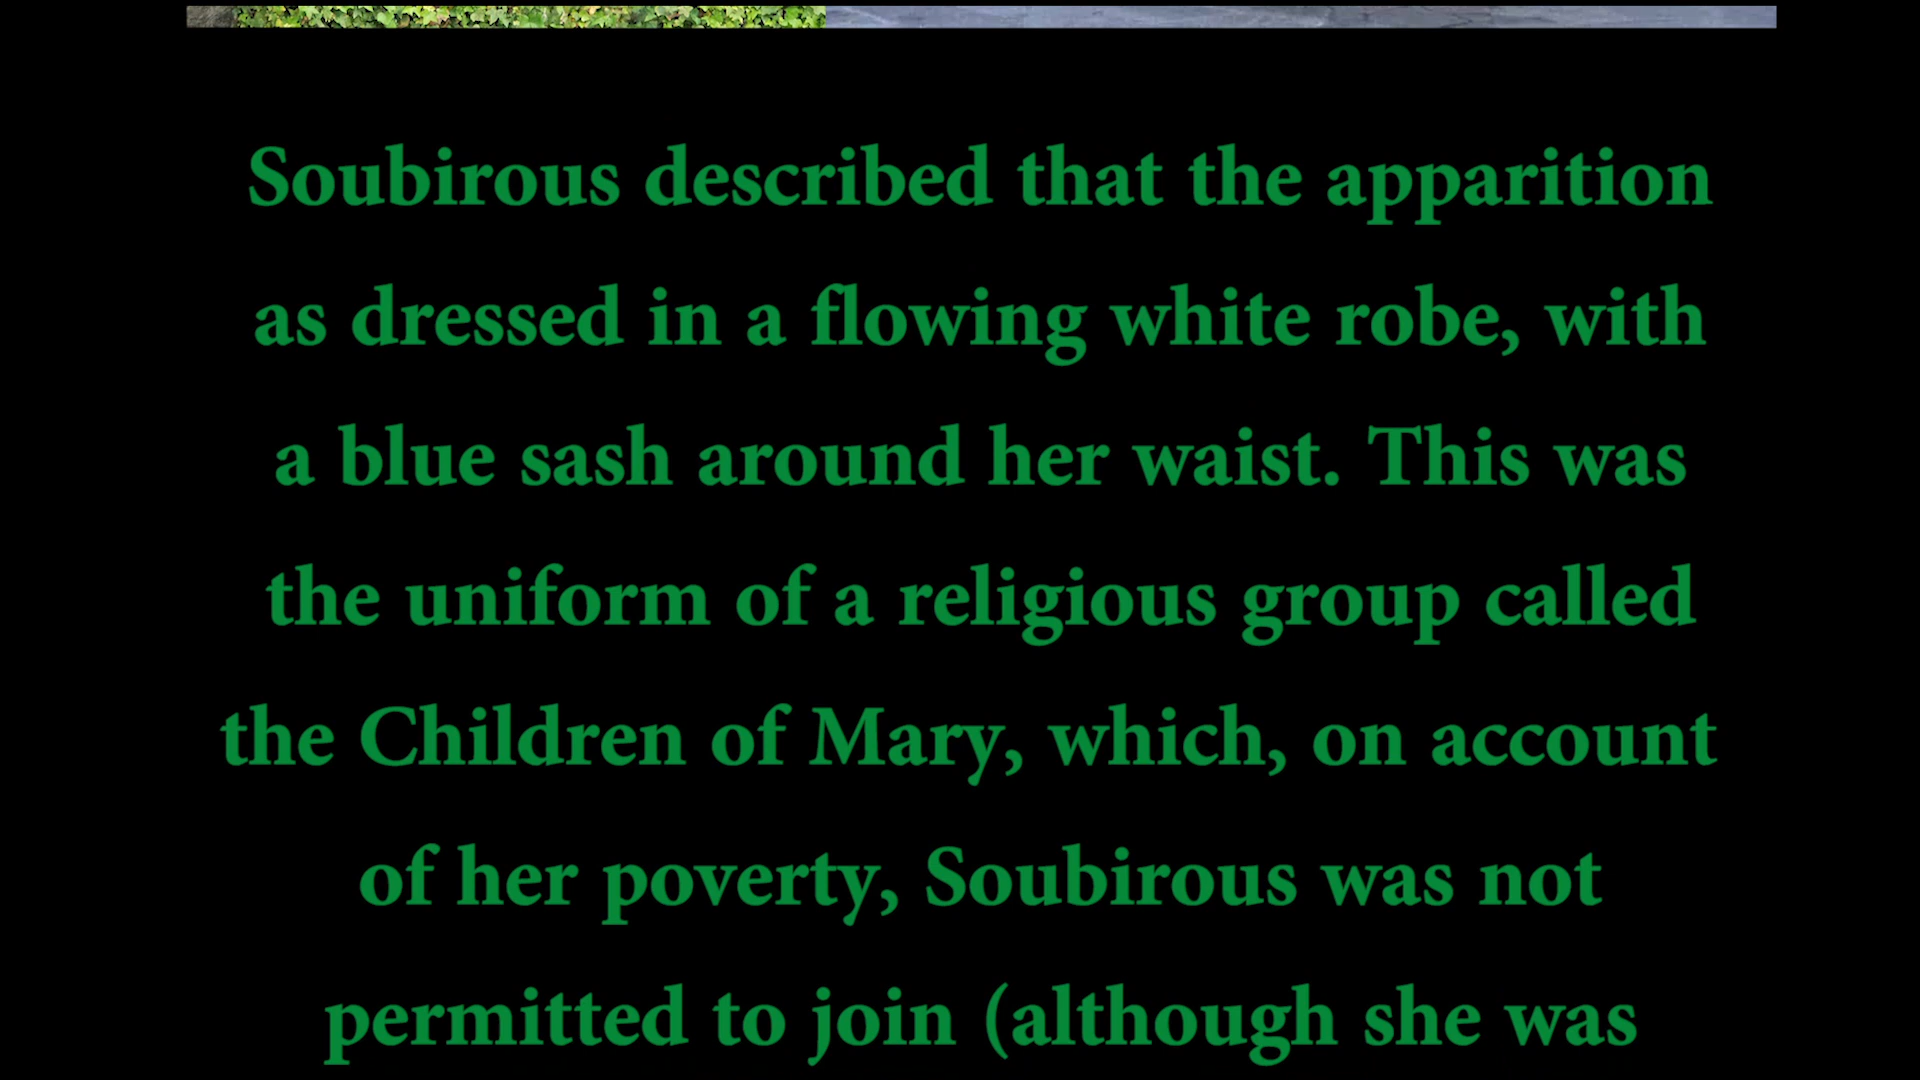 Soubirous described that the apparition
as dressed in a flowing white robe, with
a blue sash around her waist. This was
the uniform of a religious group called
the Children of Mary, which, on account
of her poverty, Soubirous was not
permitted to join (although she was